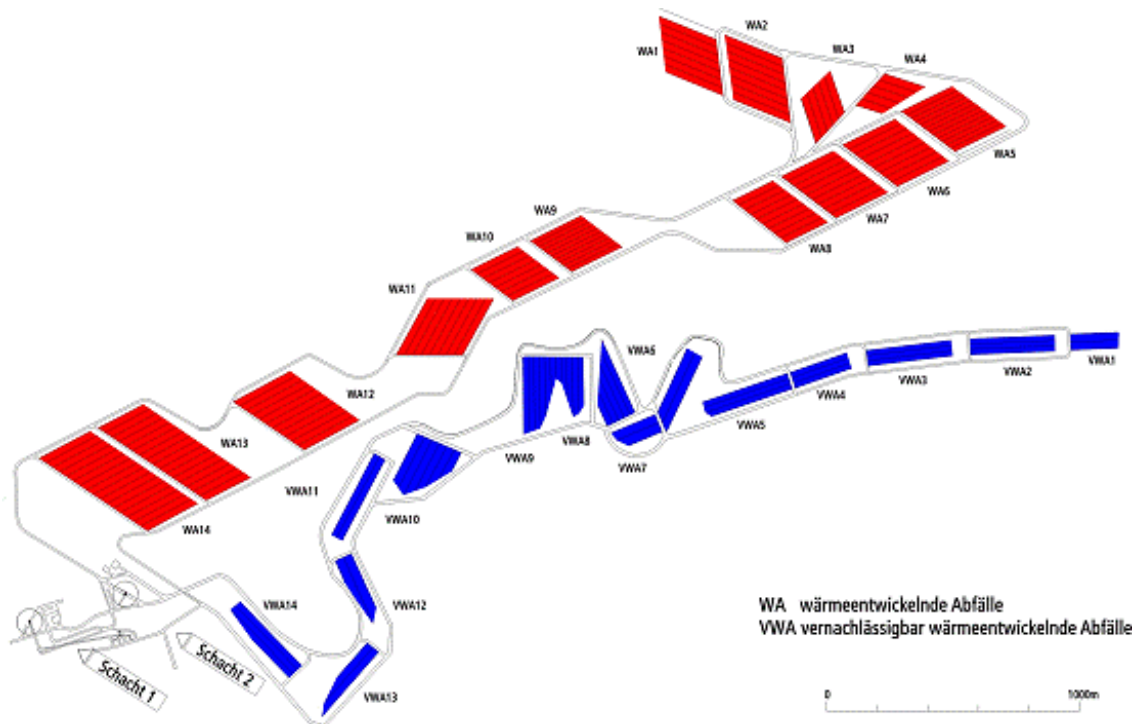 WA2
WA1
WA3
WA4
WA5
WA6
WA7
WA8
WA9
WA10
WA11
WA12
WA13
WA14
VWA1
VWA2
VWA3
VWA4
VWA5
VWA6
VWA7
VWA8
VWA9
VWA10
VWA11
VWA12
VWA13
VWA14
Schacht 1
Schacht 2
WA wärmeentwickelnde Abfälle
VWA vernachlässigbar wärmeentwickelnde Abfälle
0 1000m